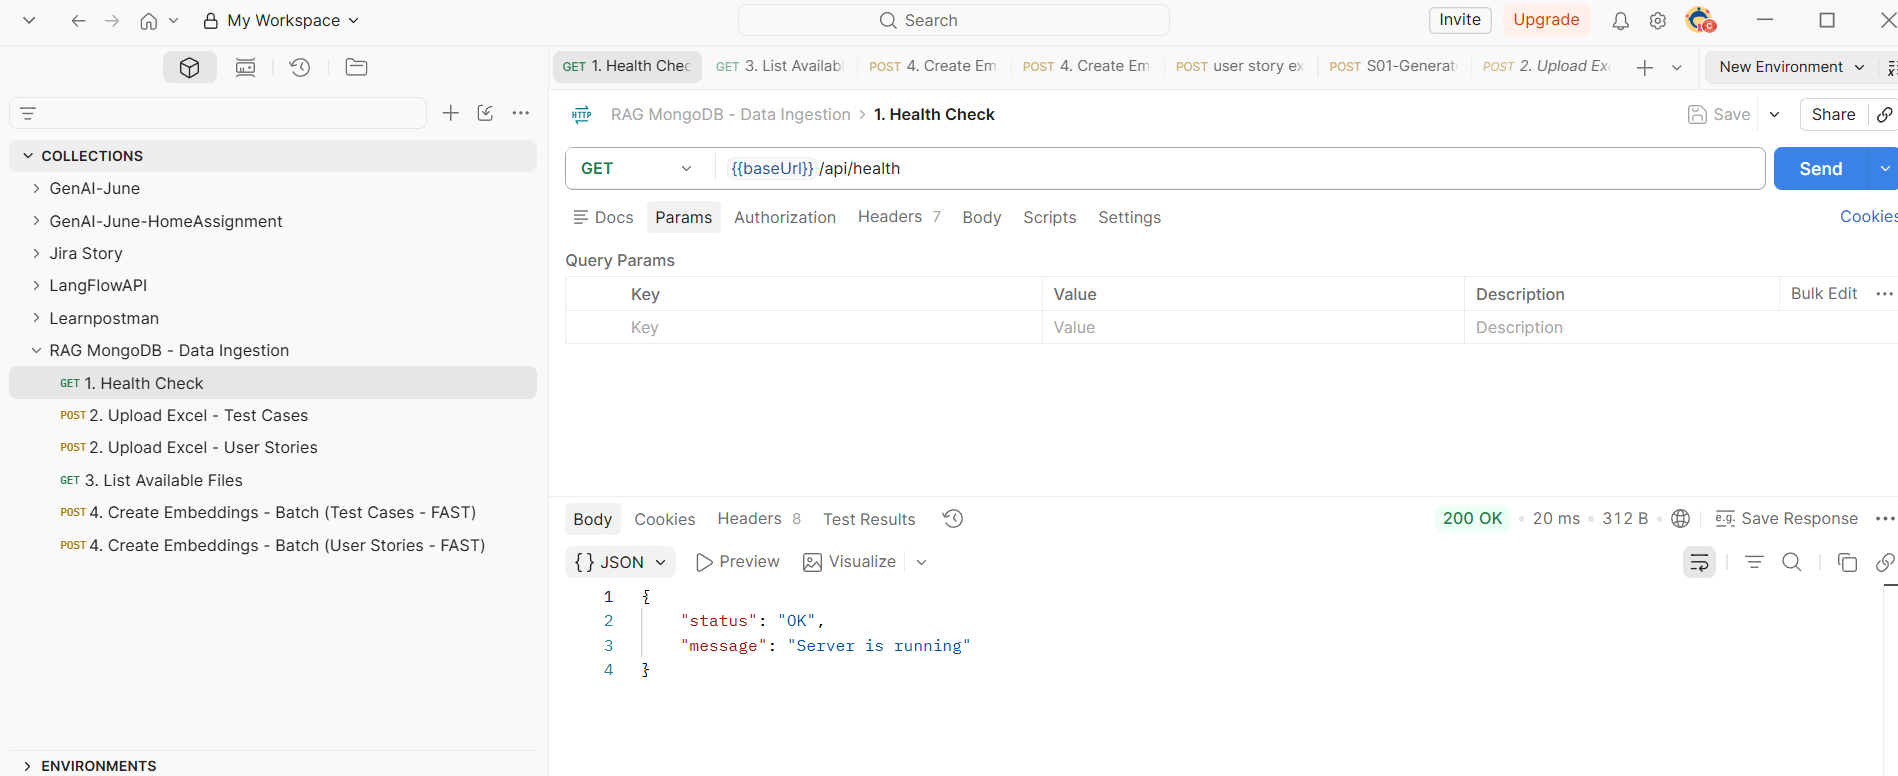 My Workspace
Search
Invite
Upgrade
GET 1. Health Chec
GET 3. List Availab
POST 4. Create Em
POST 4. Create Em
POST user story ex
POST S01-Generat
POST 2. Upload Ex
New Environment
COLLECTIONS
GenAI-June
GenAI-June-HomeAssignment
Jira Story
LangFlowAPI
Learnpostman
RAG MongoDB - Data Ingestion
GET 1. Health Check
POST 2. Upload Excel - Test Cases
POST 2. Upload Excel - User Stories
GET 3. List Available Files
POST 4. Create Embeddings - Batch (Test Cases - FAST)
POST 4. Create Embeddings - Batch (User Stories - FAST)
ENVIRONMENTS
HTTP RAG MongoDB - Data Ingestion > 1. Health Check
Save
Share
GET {{baseUrl}} /api/health
Send
Docs Params Authorization Headers 7 Body Scripts Settings
Cookies
Query Params
Key Value Description Bulk Edit
Key Value Description
Body Cookies Headers 8 Test Results
200 OK • 20 ms • 312 B •
e.g. Save Response
{} JSON Preview Visualize
1 {
2 "status": "OK",
3 "message": "Server is running"
4 }